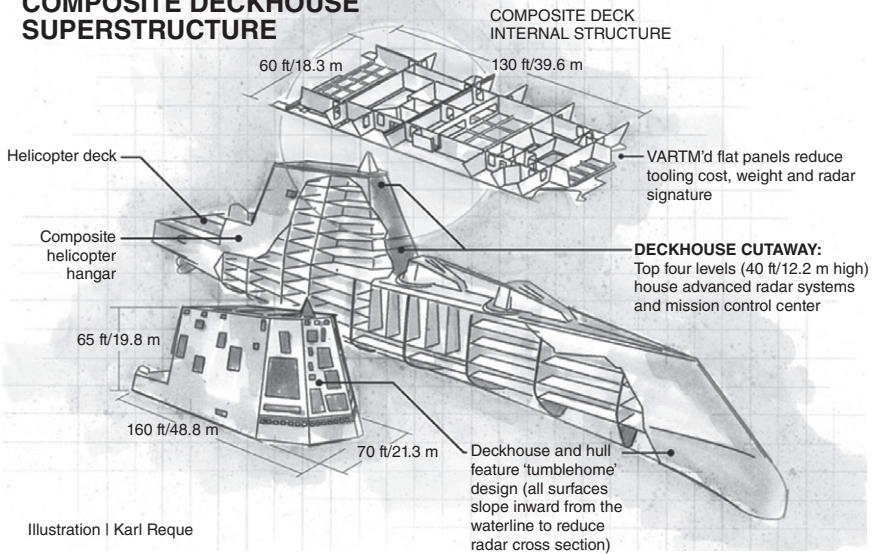 COMPOSITE DECKHOUSE
SUPERSTRUCTURE
COMPOSITE DECK
INTERNAL STRUCTURE
60 ft/18.3 m
130 ft/39.6 m
Helicopter deck
VARTM’d flat panels reduce
tooling cost, weight and radar
signature
Composite
helicopter
hangar
DECKHOUSE CUTAWAY:
Top four levels (40 ft/12.2 m high)
house advanced radar systems
and mission control center
65 ft/19.8 m
160 ft/48.8 m
70 ft/21.3 m
Deckhouse and hull
feature ‘tumblehome’
design (all surfaces
slope inward from the
waterline to reduce
radar cross section)
Illustration | Karl Reque